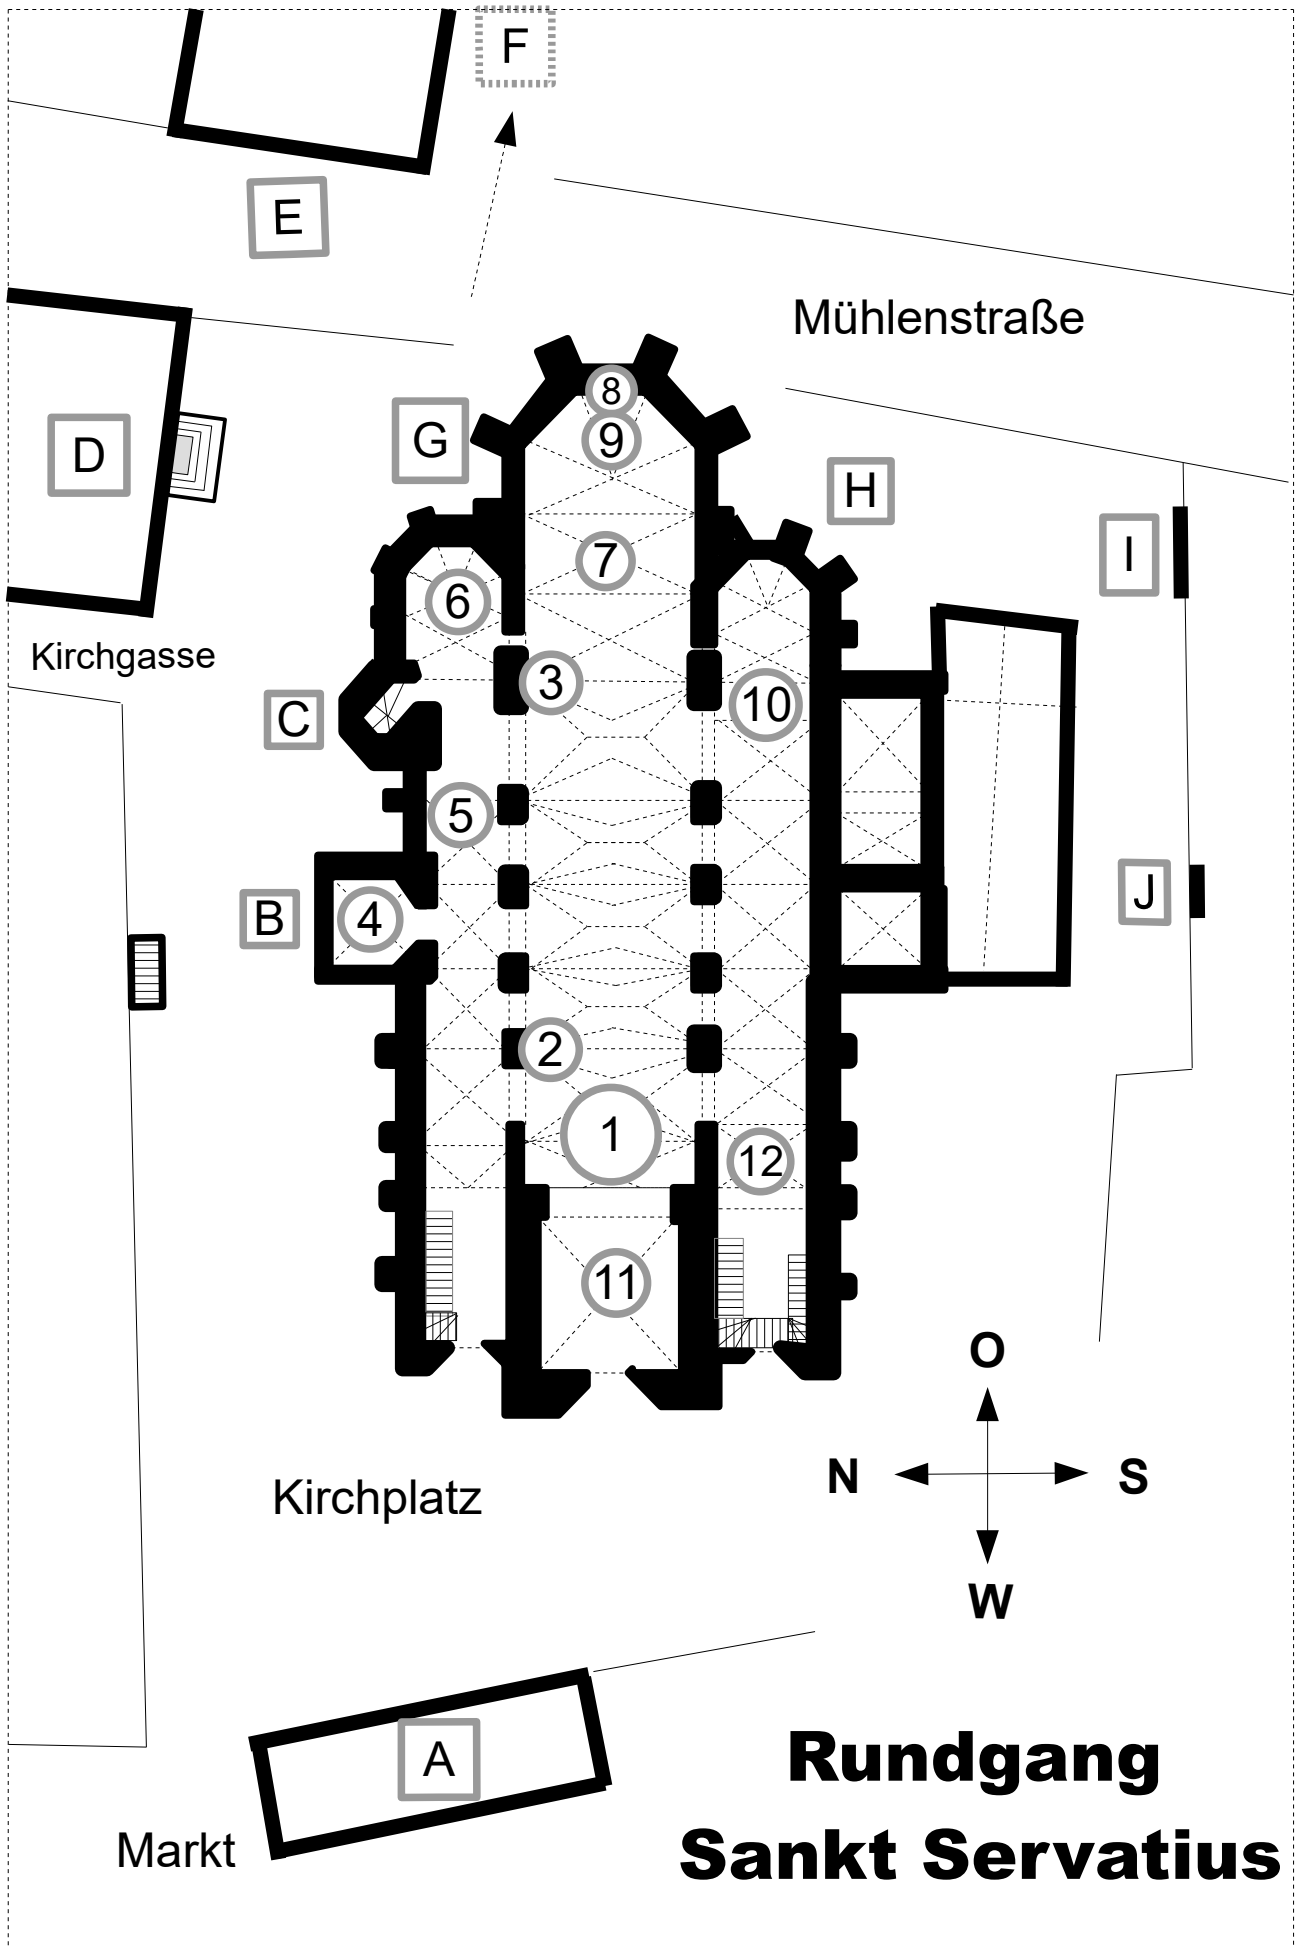 F
E
Mühlenstraße
8
9
G
D
H
I
7
6
Kirchgasse
3
10
C
5
J
B
4
2
1
12
11
O
N
S
W
Kirchplatz
A
Rundgang
Markt
Sankt Servatius